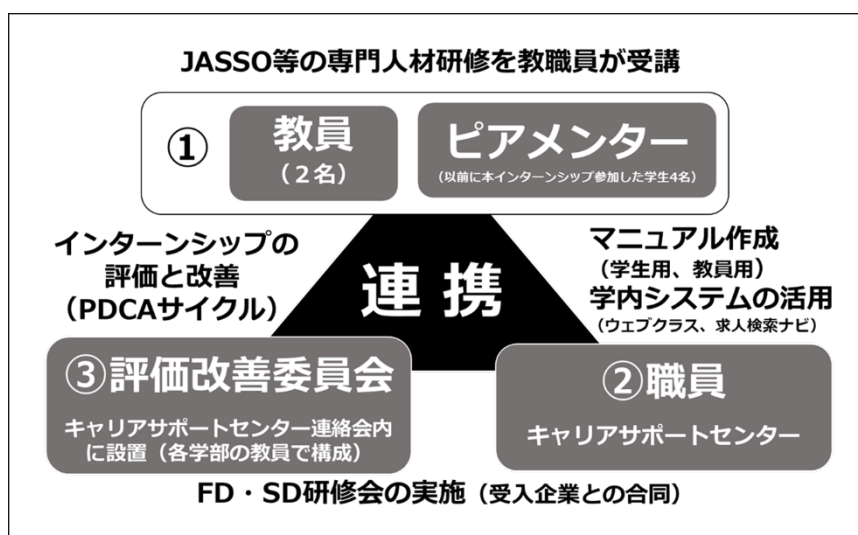 JASSO等の専門人材研修を教職員が受講
①
教員
（２名）
ピアメンター
（以前に本インターンシップ参加した学生4名）
インターンシップの
評価と改善
（PDCAサイクル）
連携
マニュアル作成
（学生用、教員用）
学内システムの活用
（ウェブクラス、求人検索ナビ）
③評価改善委員会
キャリアサポートセンター連絡会内
に設置（各学部の教員で構成）
②職員
キャリアサポートセンター
FD・SD研修会の実施（受入企業との合同）